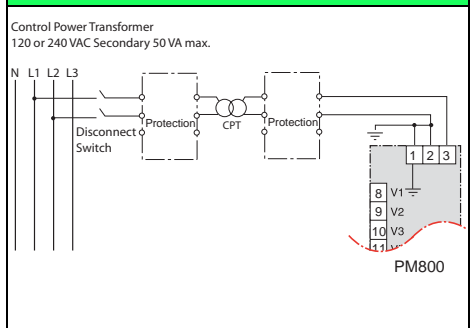 Control Power Transformer
120 or 240 VAC Secondary 50 VA max.
N L1 L2 L3
Protection
CPT
Protection
Disconnect
Switch
1 2 3
8 V1
9 V2
10 V3
11
PM800